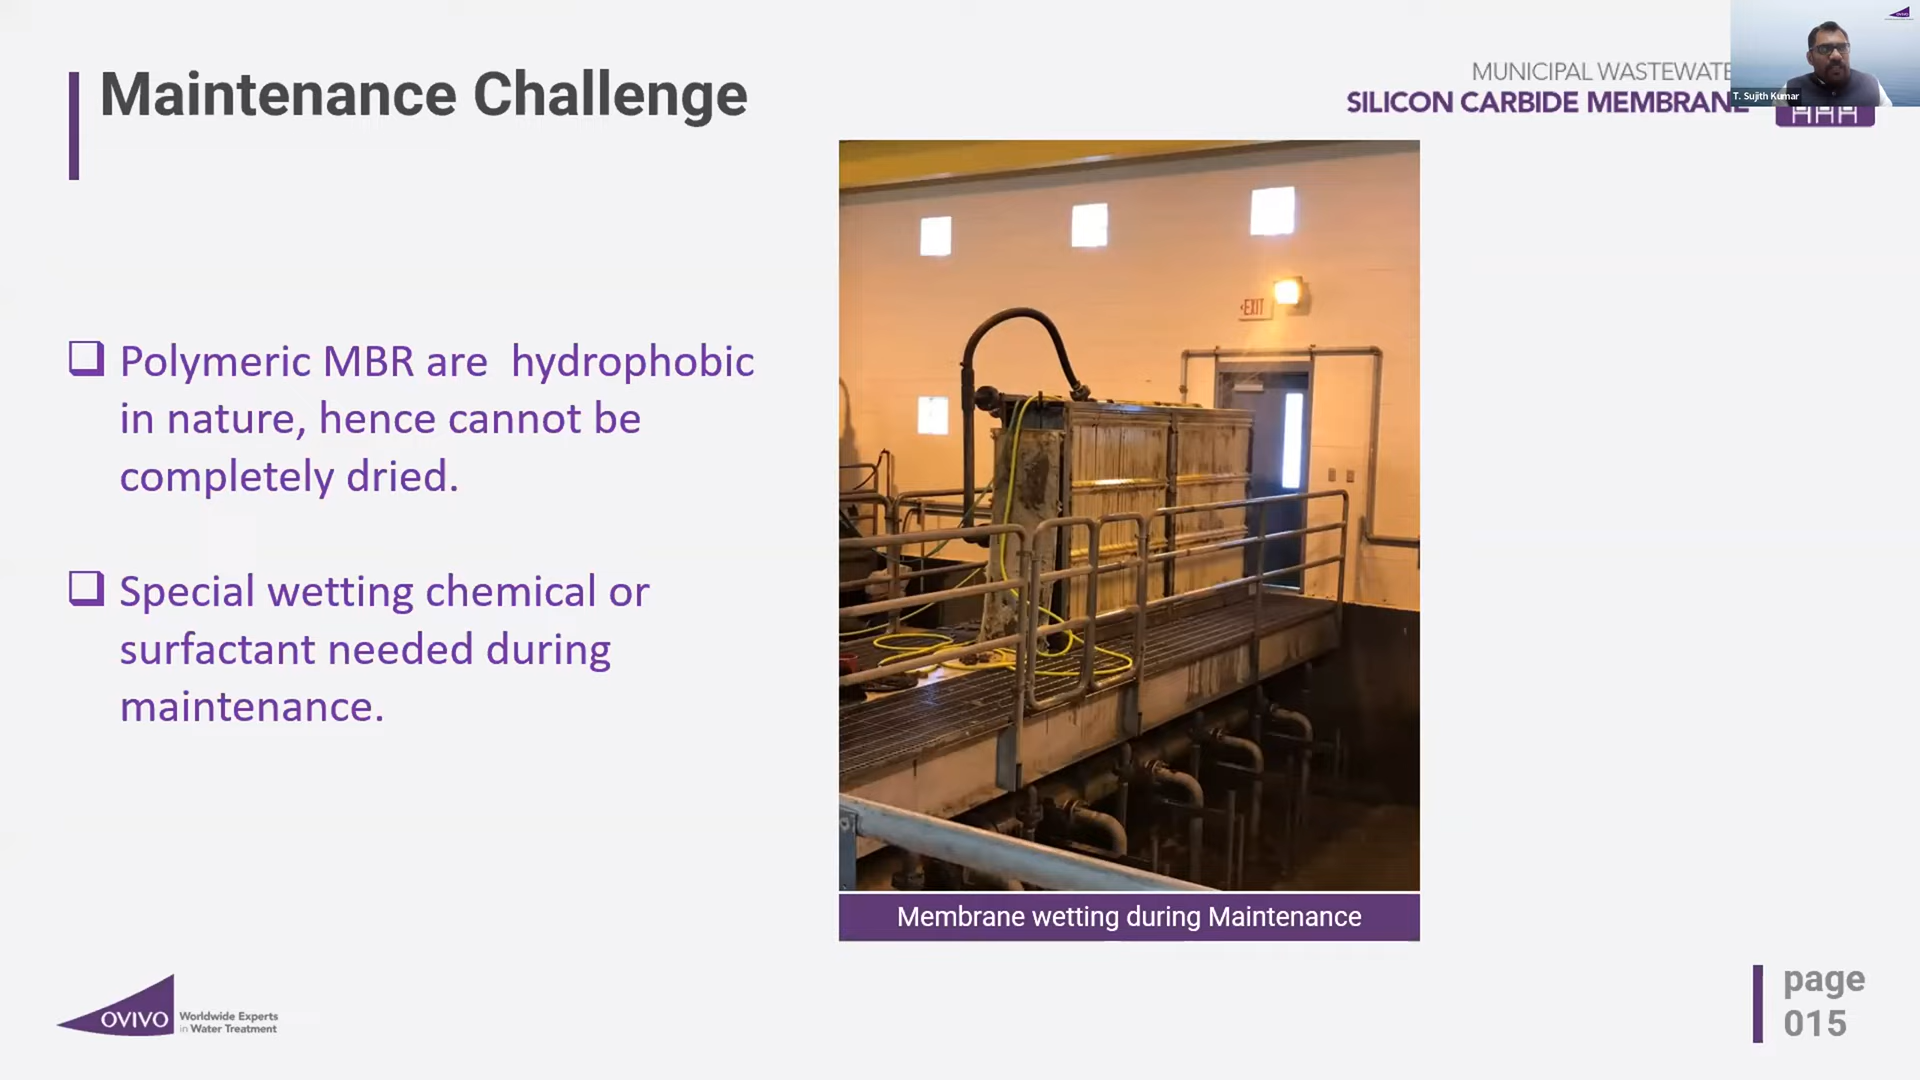 Maintenance Challenge
MUNICIPAL WASTEWATE
SILICON CARBIDE MEMBRANE
T. Sujith Kumar
EXIT
❑ Polymeric MBR are hydrophobic
in nature, hence cannot be
completely dried.
❑ Special wetting chemical or
surfactant needed during
maintenance.
Membrane wetting during Maintenance
OVIVO
Worldwide Experts
in Water Treatment
page
015